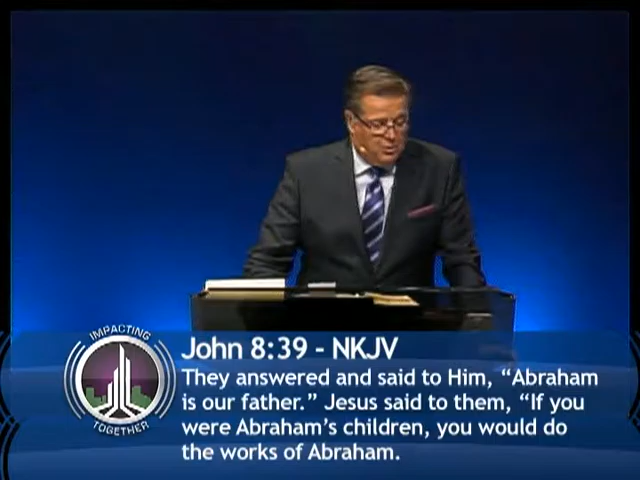 IMPACTING
TOGETHER
John 8:39 - NKJV
They answered and said to Him, “Abraham
is our father.” Jesus said to them, “If you
were Abraham’s children, you would do
the works of Abraham.